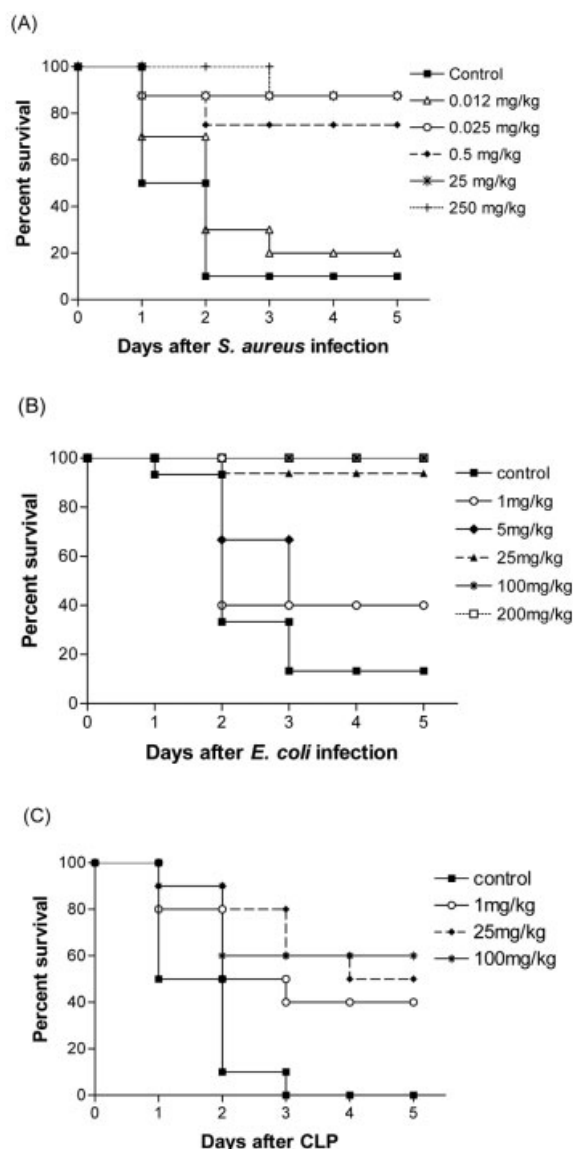 (A)
100
80
60
40
20
0
Percent survival
0 1 2 3 4 5
Days after S. aureus infection
Control
0.012 mg/kg
0.025 mg/kg
0.5 mg/kg
25 mg/kg
250 mg/kg
(B)
100
80
60
40
20
0
Percent survival
0 1 2 3 4 5
Days after E. coli infection
control
1mg/kg
5mg/kg
25mg/kg
100mg/kg
200mg/kg
(C)
100
80
60
40
20
0
Percent survival
0 1 2 3 4 5
Days after CLP
control
1mg/kg
25mg/kg
100mg/kg